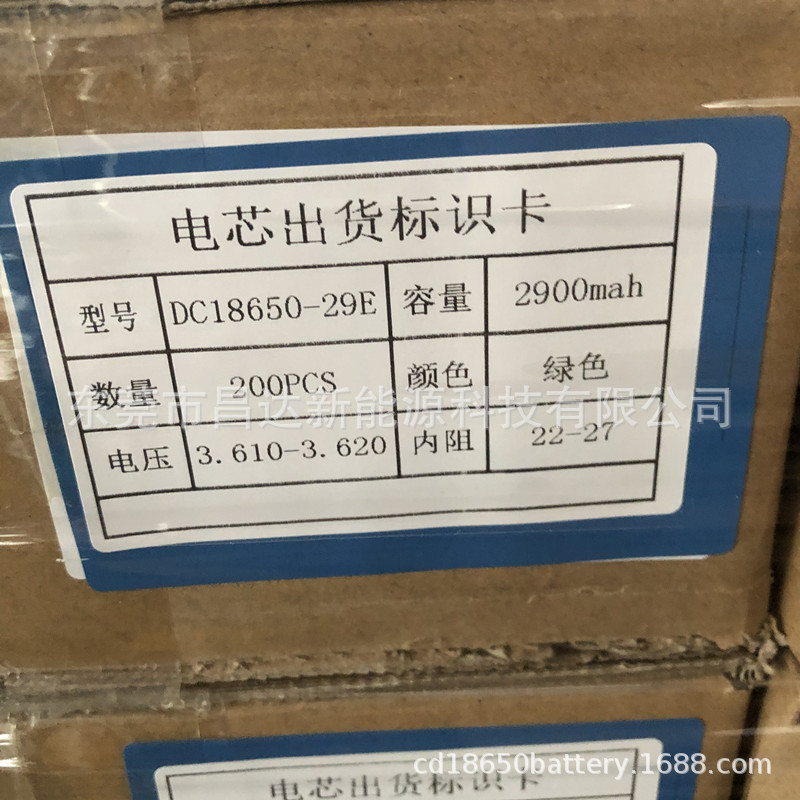 电芯出货标识卡
型号 DC18650-29E 容量 2900mah
数量 200PCS 颜色 绿色
东莞市昌达新能源科技有限公司
电压 3.610-3.620 内阻 22-27
电芯出货标识卡
cd18650battery.1688.com